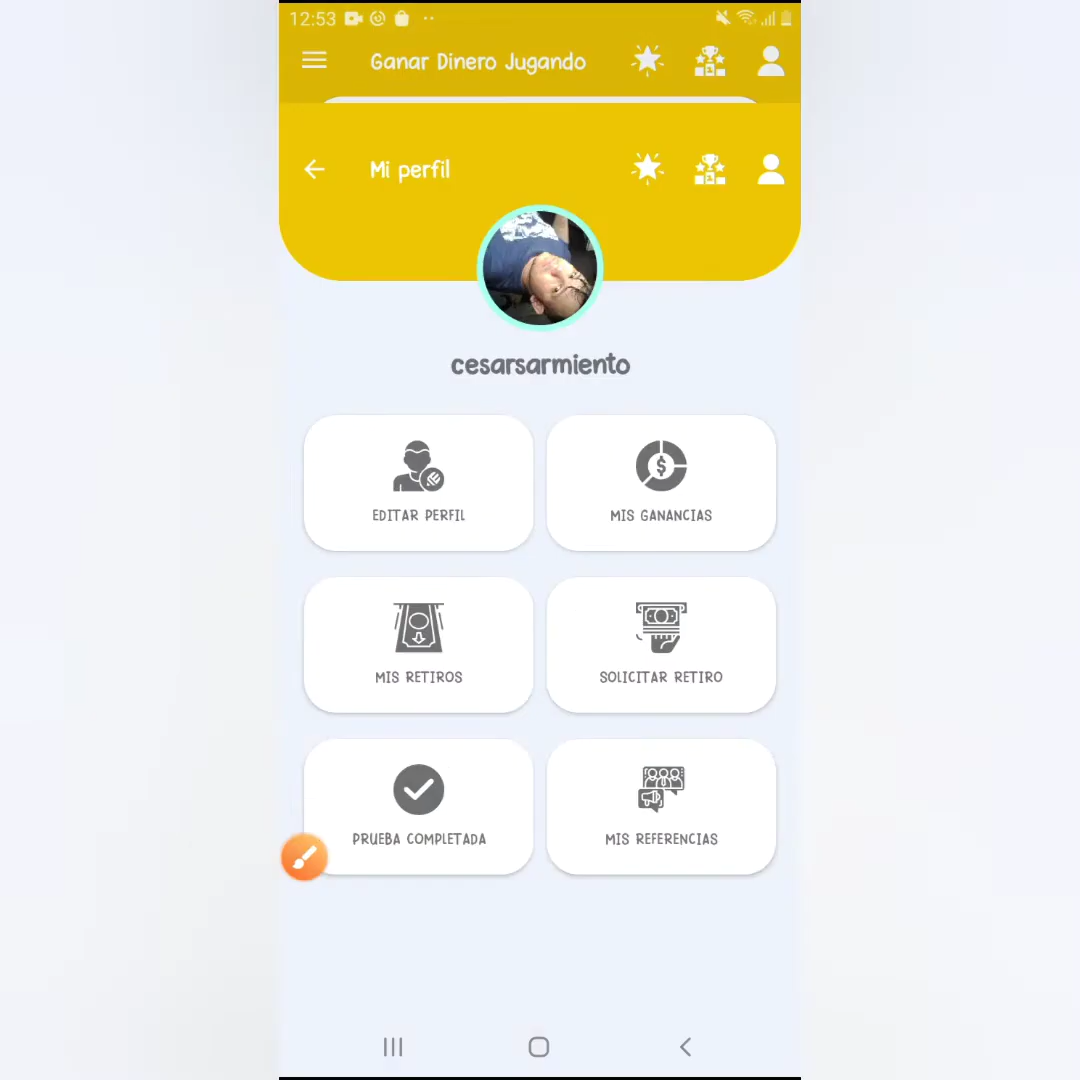 12:53
Ganar Dinero Jugando
Mi perfil
cesarsarmiento
EDITAR PERFIL
MIS GANANCIAS
MIS RETIROS
SOLICITAR RETIRO
PRUEBA COMPLETADA
MIS REFERENCIAS